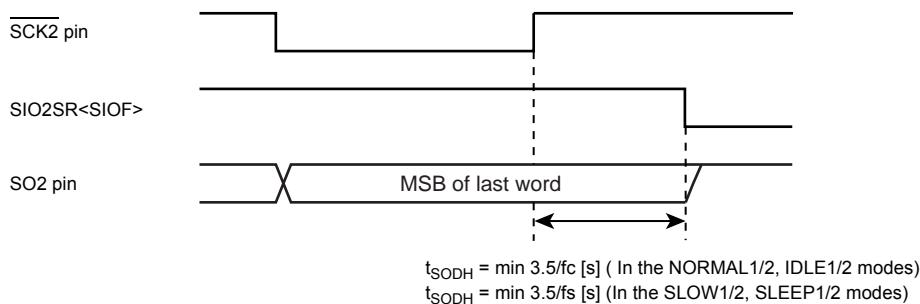 SCK2 pin
SIO2SR<SIOF>
SO2 pin
MSB of last word
tSODH = min 3.5/fc [s] ( In the NORMAL1/2, IDLE1/2 modes)
tSODH = min 3.5/fs [s] (In the SLOW1/2, SLEEP1/2 modes)